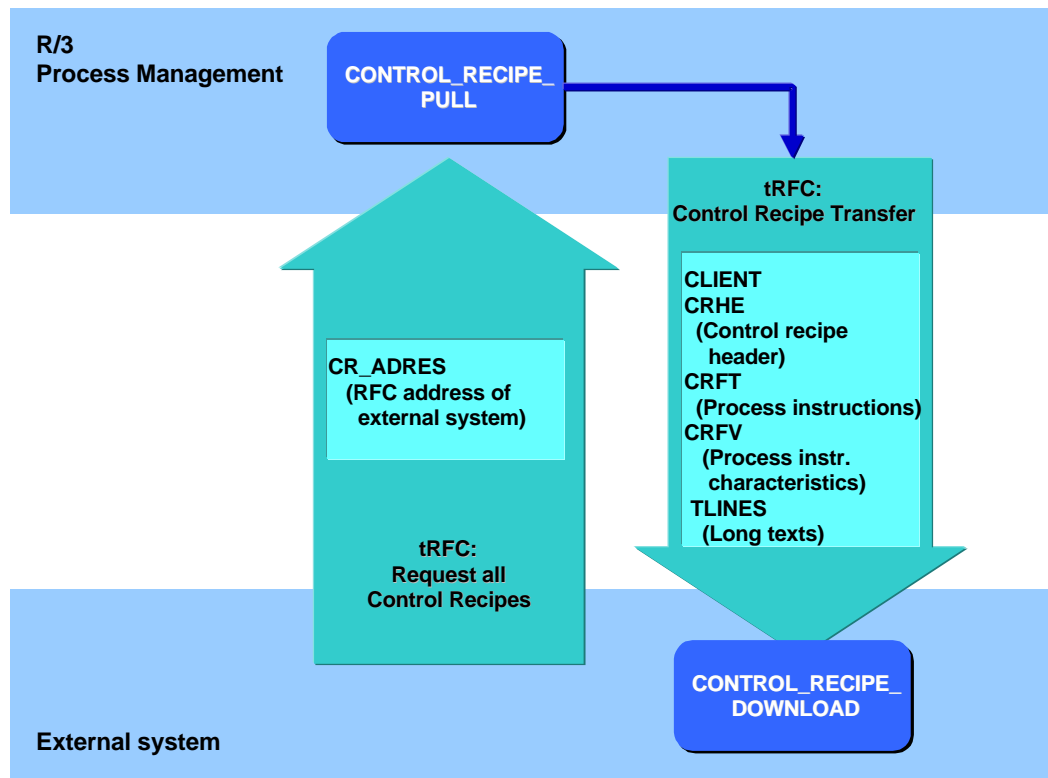 R/3
Process Management
CONTROL_RECIPE_
PULL
tRFC:
Control Recipe Transfer
CLIENT
CRHE
(Control recipe
header)
CRFT
(Process instructions)
CRFV
(Process instr.
characteristics)
TLINES
(Long texts)
CR_ADRES
(RFC address of
external system)
tRFC:
Request all
Control Recipes
CONTROL_RECIPE_
DOWNLOAD
External system